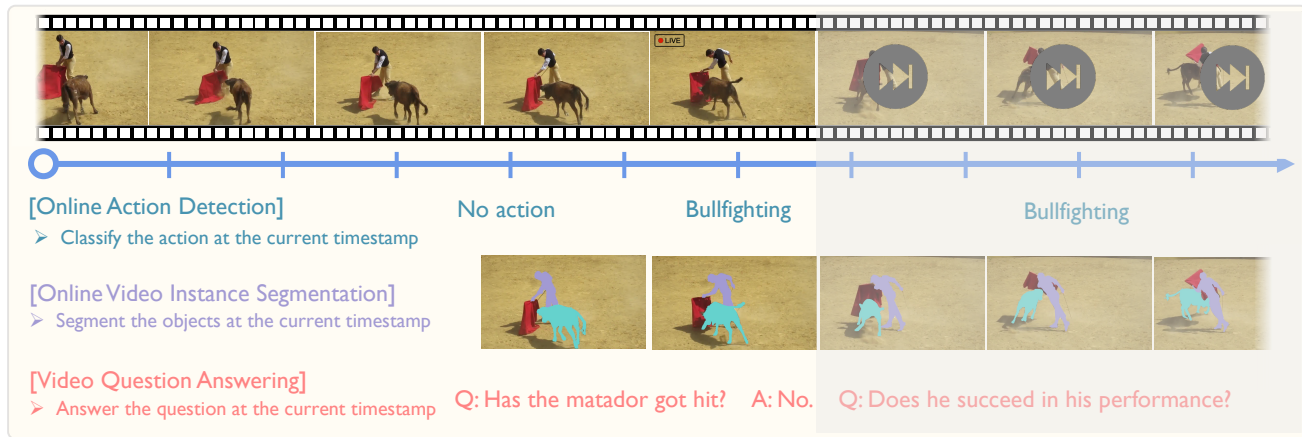 LIVE
[Online Action Detection]
➢ Classify the action at the current timestamp
No action
Bullfighting
Bullfighting
[Online Video Instance Segmentation]
➢ Segment the objects at the current timestamp
[Video Question Answering]
➢ Answer the question at the current timestamp
Q: Has the matador got hit? A: No. Q: Does he succeed in his performance?